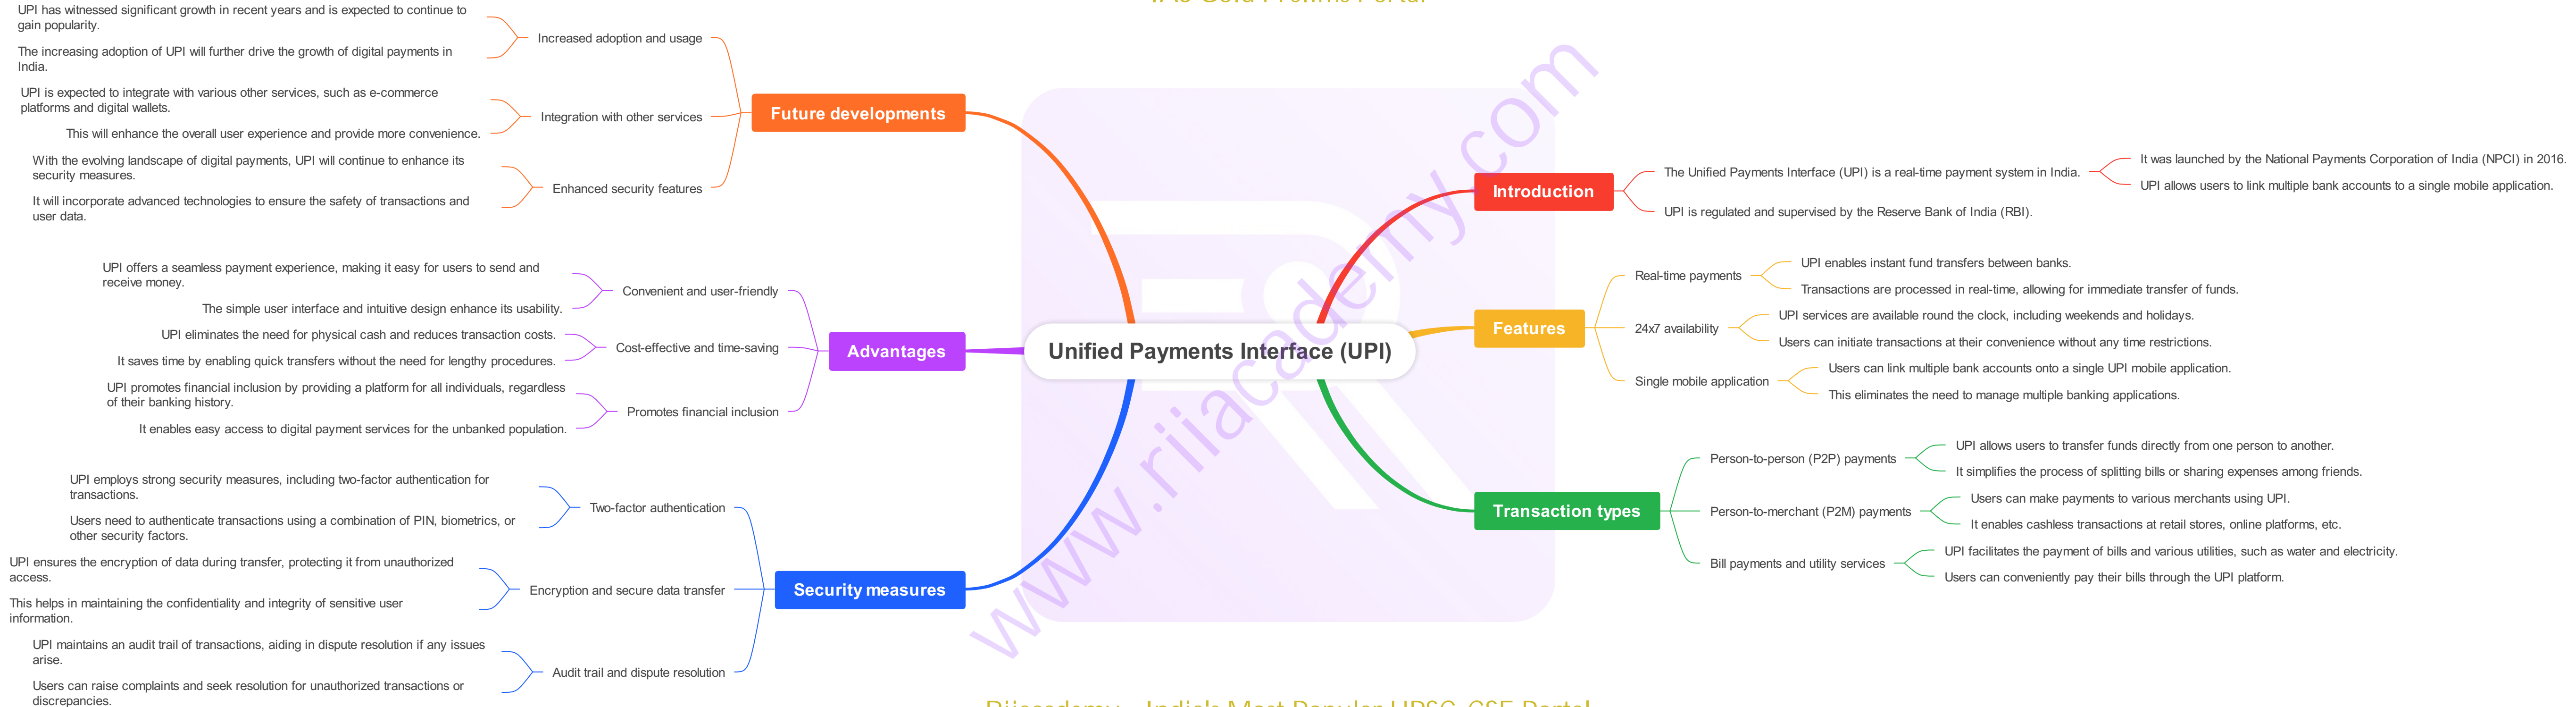 IAS Gold Prelims Portal
UPI has witnessed significant growth in recent years and is expected to continue to
gain popularity.
The increasing adoption of UPI will further drive the growth of digital payments in
India.
Increased adoption and usage
UPI is expected to integrate with various other services, such as e-commerce
platforms and digital wallets.
This will enhance the overall user experience and provide more convenience.
Integration with other services
With the evolving landscape of digital payments, UPI will continue to enhance its
security measures.
It will incorporate advanced technologies to ensure the safety of transactions and
user data.
Enhanced security features
Future developments
UPI offers a seamless payment experience, making it easy for users to send and
receive money.
The simple user interface and intuitive design enhance its usability.
Convenient and user-friendly
UPI eliminates the need for physical cash and reduces transaction costs.
It saves time by enabling quick transfers without the need for lengthy procedures.
Cost-effective and time-saving
UPI promotes financial inclusion by providing a platform for all individuals, regardless
of their banking history.
It enables easy access to digital payment services for the unbanked population.
Promotes financial inclusion
Advantages
UPI employs strong security measures, including two-factor authentication for
transactions.
Users need to authenticate transactions using a combination of PIN, biometrics, or
other security factors.
Two-factor authentication
UPI ensures the encryption of data during transfer, protecting it from unauthorized
access.
This helps in maintaining the confidentiality and integrity of sensitive user
information.
Encryption and secure data transfer
UPI maintains an audit trail of transactions, aiding in dispute resolution if any issues
arise.
Users can raise complaints and seek resolution for unauthorized transactions or
discrepancies.
Audit trail and dispute resolution
Security measures
Unified Payments Interface (UPI)
www.riiacademy.com
Introduction
The Unified Payments Interface (UPI) is a real-time payment system in India.
It was launched by the National Payments Corporation of India (NPCI) in 2016.
UPI allows users to link multiple bank accounts to a single mobile application.
UPI is regulated and supervised by the Reserve Bank of India (RBI).
Features
Real-time payments
UPI enables instant fund transfers between banks.
Transactions are processed in real-time, allowing for immediate transfer of funds.
24x7 availability
UPI services are available round the clock, including weekends and holidays.
Users can initiate transactions at their convenience without any time restrictions.
Single mobile application
Users can link multiple bank accounts onto a single UPI mobile application.
This eliminates the need to manage multiple banking applications.
Transaction types
Person-to-person (P2P) payments
UPI allows users to transfer funds directly from one person to another.
It simplifies the process of splitting bills or sharing expenses among friends.
Person-to-merchant (P2M) payments
Users can make payments to various merchants using UPI.
It enables cashless transactions at retail stores, online platforms, etc.
Bill payments and utility services
UPI facilitates the payment of bills and various utilities, such as water and electricity.
Users can conveniently pay their bills through the UPI platform.
India's Most Popular UPSC CSE Portal